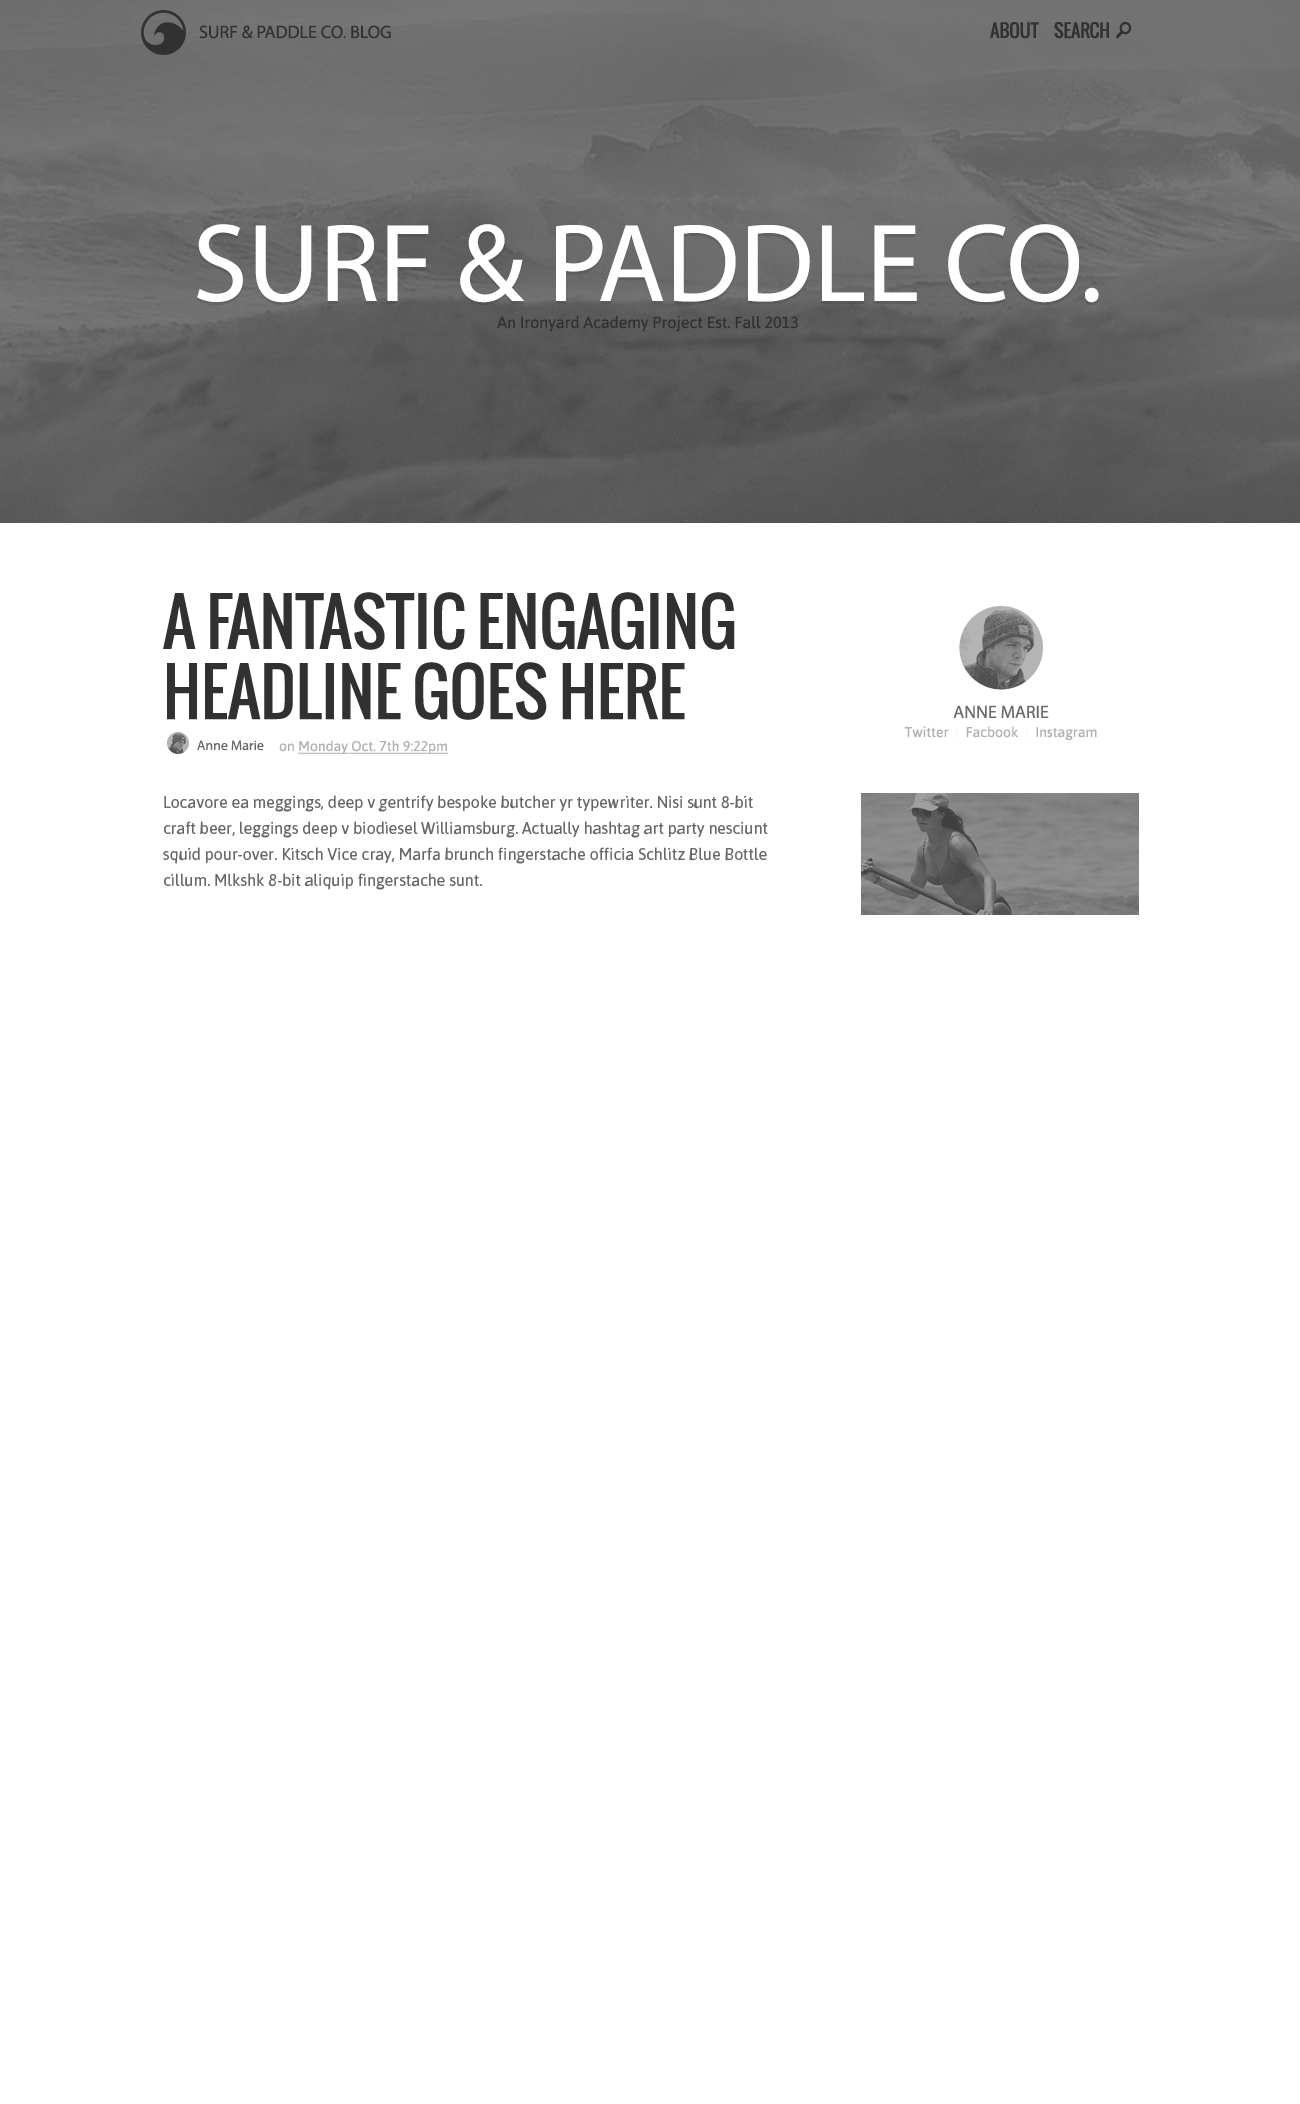 SURF & PADDLE CO. BLOG
ABOUT SEARCH
SURF & PADDLE CO.
An Ironyard Academy Project Est. Fall 2013
A FANTASTIC ENGAGING
HEADLINE GOES HERE
Anne Marie on Monday Oct. 7th 9:22pm
Locavore ea meggings, deep v gentrify bespoke butcher yr typewriter. Nisi sunt 8-bit
craft beer, leggings deep v biodiesel Williamsburg. Actually hashtag art party nesciunt
squid pour-over. Kitsch Vice cray, Marfa brunch fingerstache officia Schlitz Blue Bottle
cillum. Mlkshk 8-bit aliquip fingerstache sunt.
ANNE MARIE
Twitter Facbook Instagram